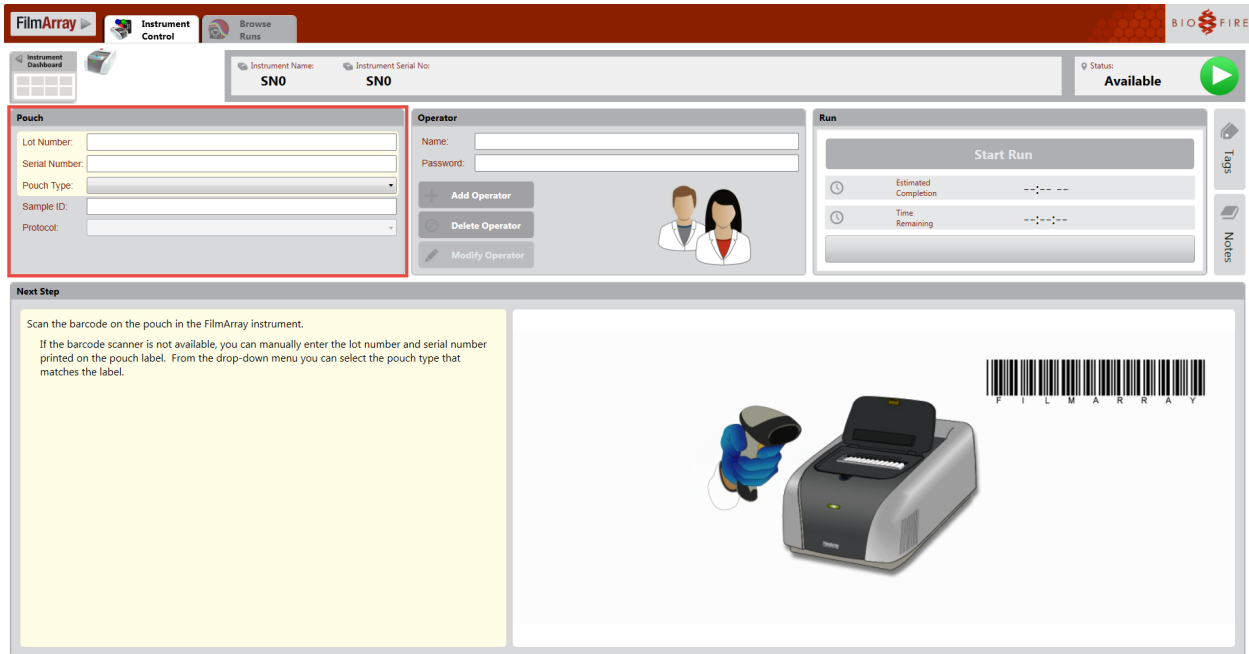 FilmArray
Instrument Control
Browse Runs
BIO FIRE
Instrument Dashboard
Instrument Name:
SN0
Instrument Serial No:
SN0
Status:
Available
Pouch
Lot Number:
Serial Number:
Pouch Type:
Sample ID:
Protocol:
Operator
Name:
Password:
Add Operator
Delete Operator
Modify Operator
Run
Start Run
Estimated Completion
--:-- --
Time Remaining
--:--:--
Tags
Notes
Next Step
Scan the barcode on the pouch in the FilmArray instrument.
If the barcode scanner is not available, you can manually enter the lot number and serial number
printed on the pouch label. From the drop-down menu you can select the pouch type that
matches the label.
F I L M A R R A Y